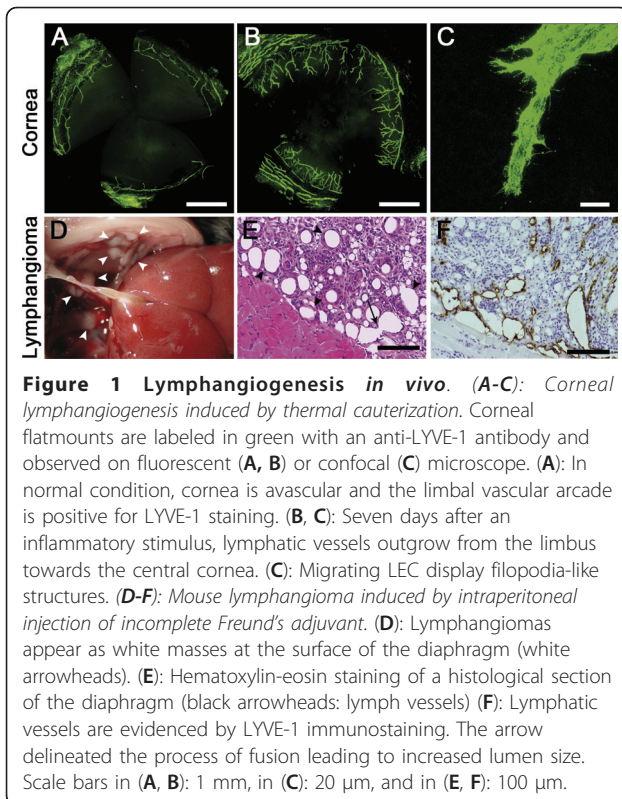 A
B
C
Cornea
D
E
F
Lymphangioma
Figure 1 Lymphangiogenesis in vivo. (A-C): Corneal
lymphangiogenesis induced by thermal cauterization. Corneal
flatmounts are labeled in green with an anti-LYVE-1 antibody and
observed on fluorescent (A, B) or confocal (C) microscope. (A): In
normal condition, cornea is avascular and the limbal vascular arcade
is positive for LYVE-1 staining. (B, C): Seven days after an
inflammatory stimulus, lymphatic vessels outgrow from the limbus
towards the central cornea. (C): Migrating LEC display filopodia-like
structures. (D-F): Mouse lymphangioma induced by intraperitoneal
injection of incomplete Freund's adjuvant. (D): Lymphangiomas
appear as white masses at the surface of the diaphragm (white
arrowheads). (E): Hematoxylin-eosin staining of a histological section
of the diaphragm (black arrowheads: lymph vessels) (F): Lymphatic
vessels are evidenced by LYVE-1 immunostaining. The arrow
delineated the process of fusion leading to increased lumen size.
Scale bars in (A, B): 1 mm, in (C): 20 μm, and in (E, F): 100 μm.